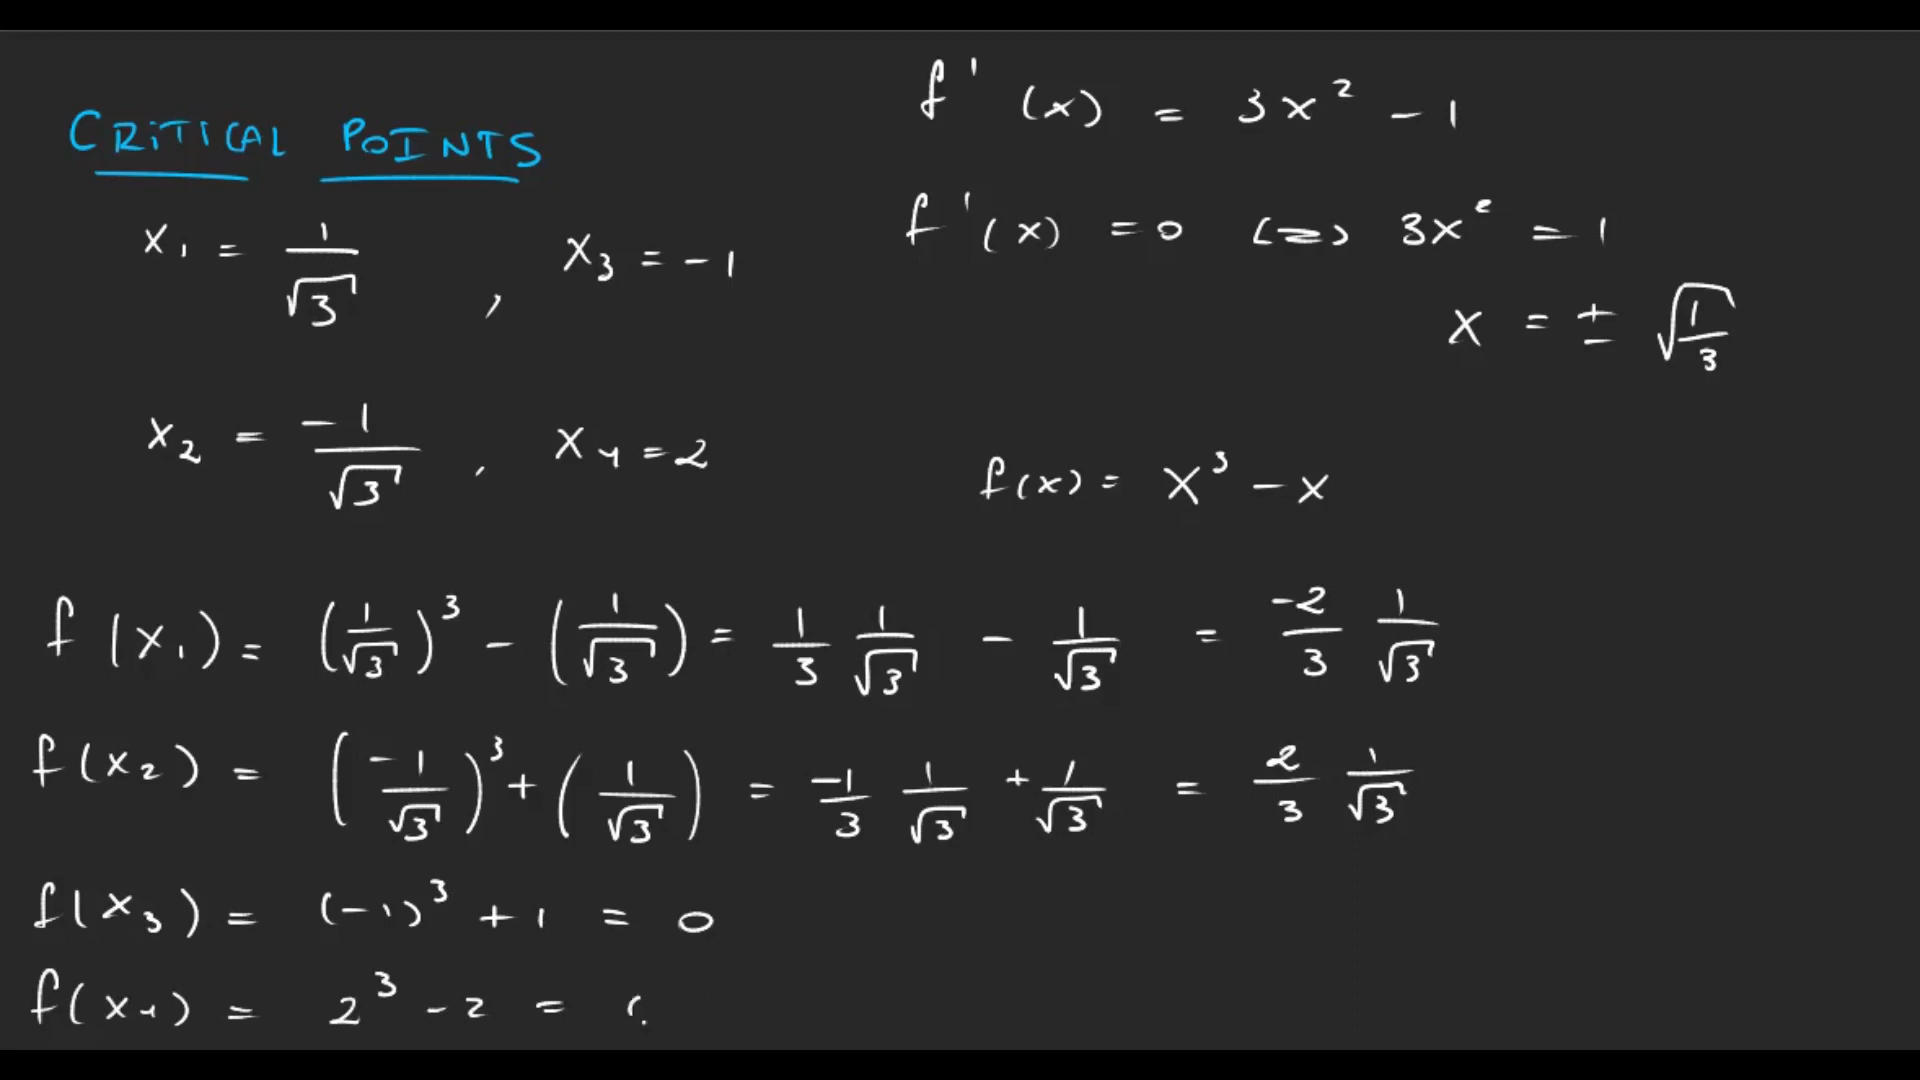 CRITICAL POINTS
x₁ = 1/√3 , x₃ = -1
x₂ = -1/√3 , x₄ = 2
f'(x) = 3x² - 1
f'(x) = 0 <=> 3x² = 1
x = ± √(1/3)
f(x) = x³ - x
f(x₁) = (1/√3)³ - (1/√3) = 1/3 1/√3 - 1/√3 = -2/3 1/√3
f(x₂) = (-1/√3)³ + (1/√3) = -1/3 1/√3 + 1/√3 = 2/3 1/√3
f(x₃) = (-1)³ + 1 = 0
f(x₄) = 2³ - 2 =